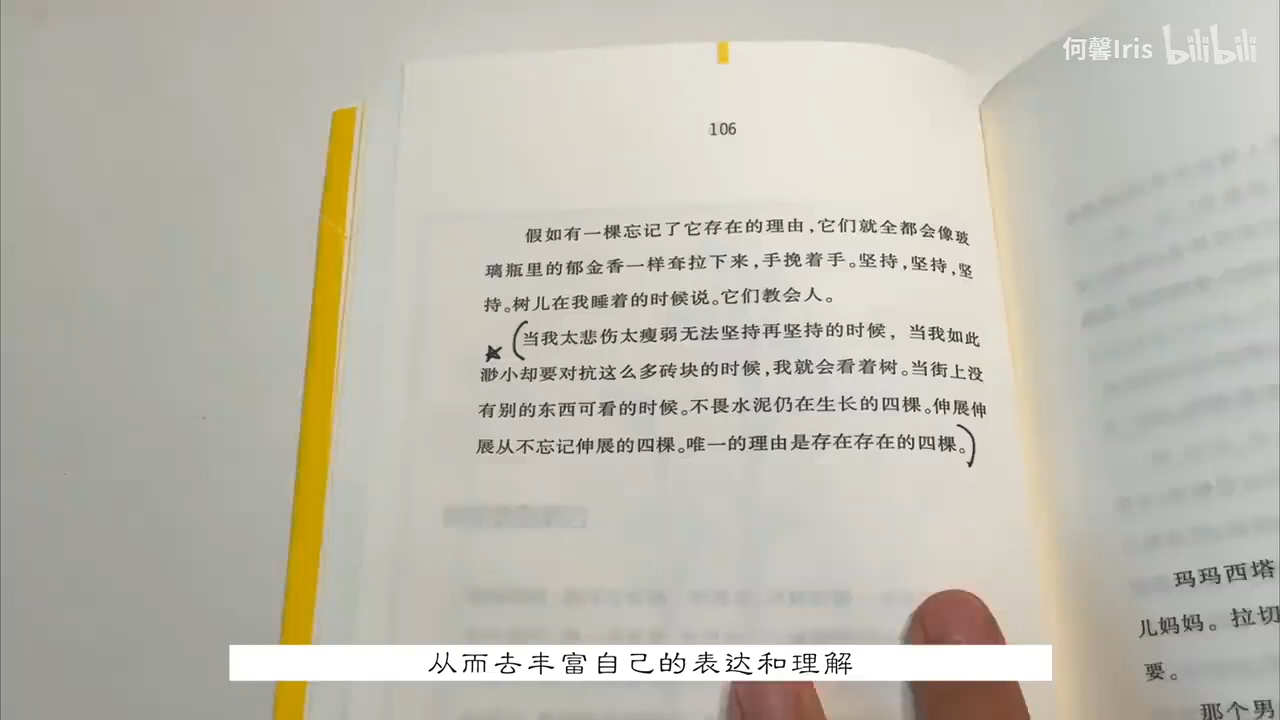 何馨Iris bilibili
106
假如有一棵忘记了它存在的理由,它们就全都会像玻
璃瓶里的郁金香一样耷拉下来,手挽着手。坚持,坚持,坚
持。树儿在我睡着的时候说。它们教会人。
当我太悲伤太瘦弱无法坚持再坚持的时候,当我如此
渺小却要对抗这么多砖块的时候,我就会看着树。当街上没
有别的东西可看的时候。不畏水泥仍在生长的四棵。伸展伸
展从不忘记伸展的四棵。唯一的理由是存在存在的四棵。
玛玛西塔
儿妈妈。拉切
要。
那个男
从而去丰富自己的表达和理解